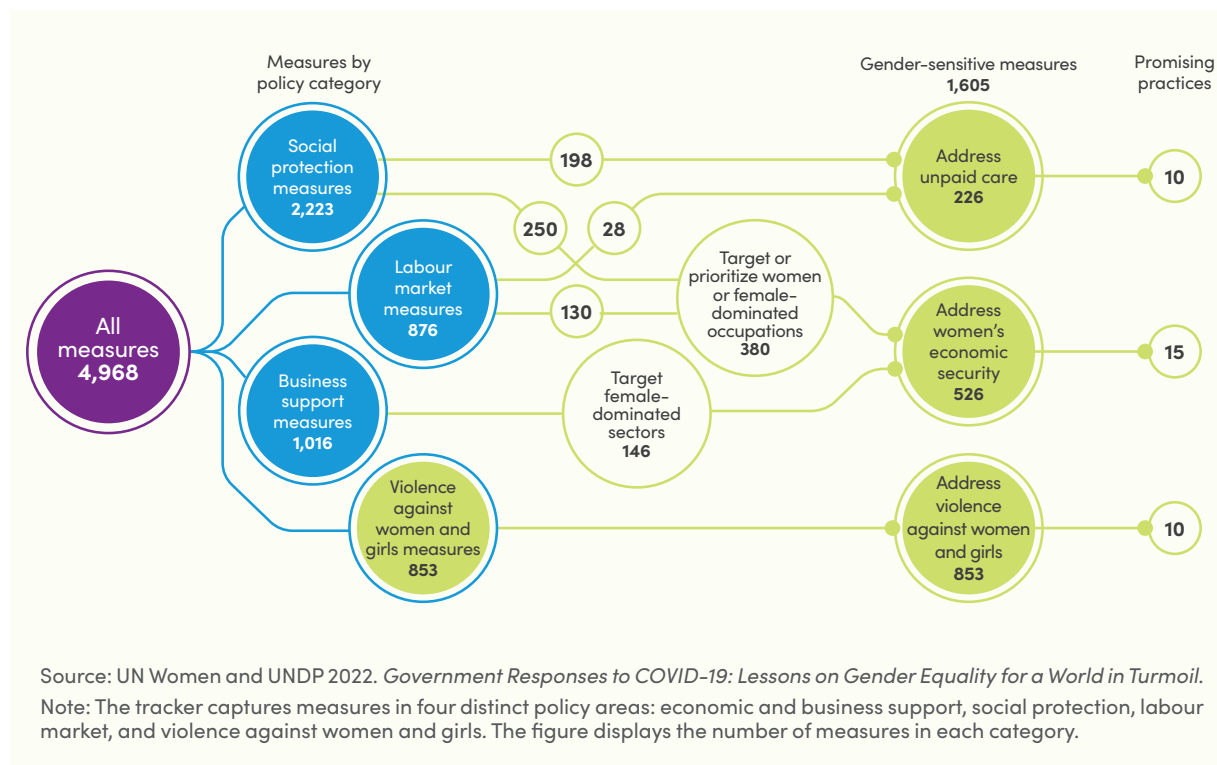 Measures by
policy category
Gender-sensitive measures
1,605
Promising
practices
All
measures
4,968
Social
protection
measures
2,223
Labour
market
measures
876
Business
support
measures
1,016
Violence
against
women and
girls measures
853
198
250
28
130
Target or
prioritize women
or female-
dominated
occupations
380
Target
female-
dominated
sectors
146
Address
unpaid care
226
Address
women’s
economic
security
526
Address
violence
against women
and girls
853
10
15
10
Source: UN Women and UNDP 2022. Government Responses to COVID-19: Lessons on Gender Equality for a World in Turmoil.
Note: The tracker captures measures in four distinct policy areas: economic and business support, social protection, labour
market, and violence against women and girls. The figure displays the number of measures in each category.